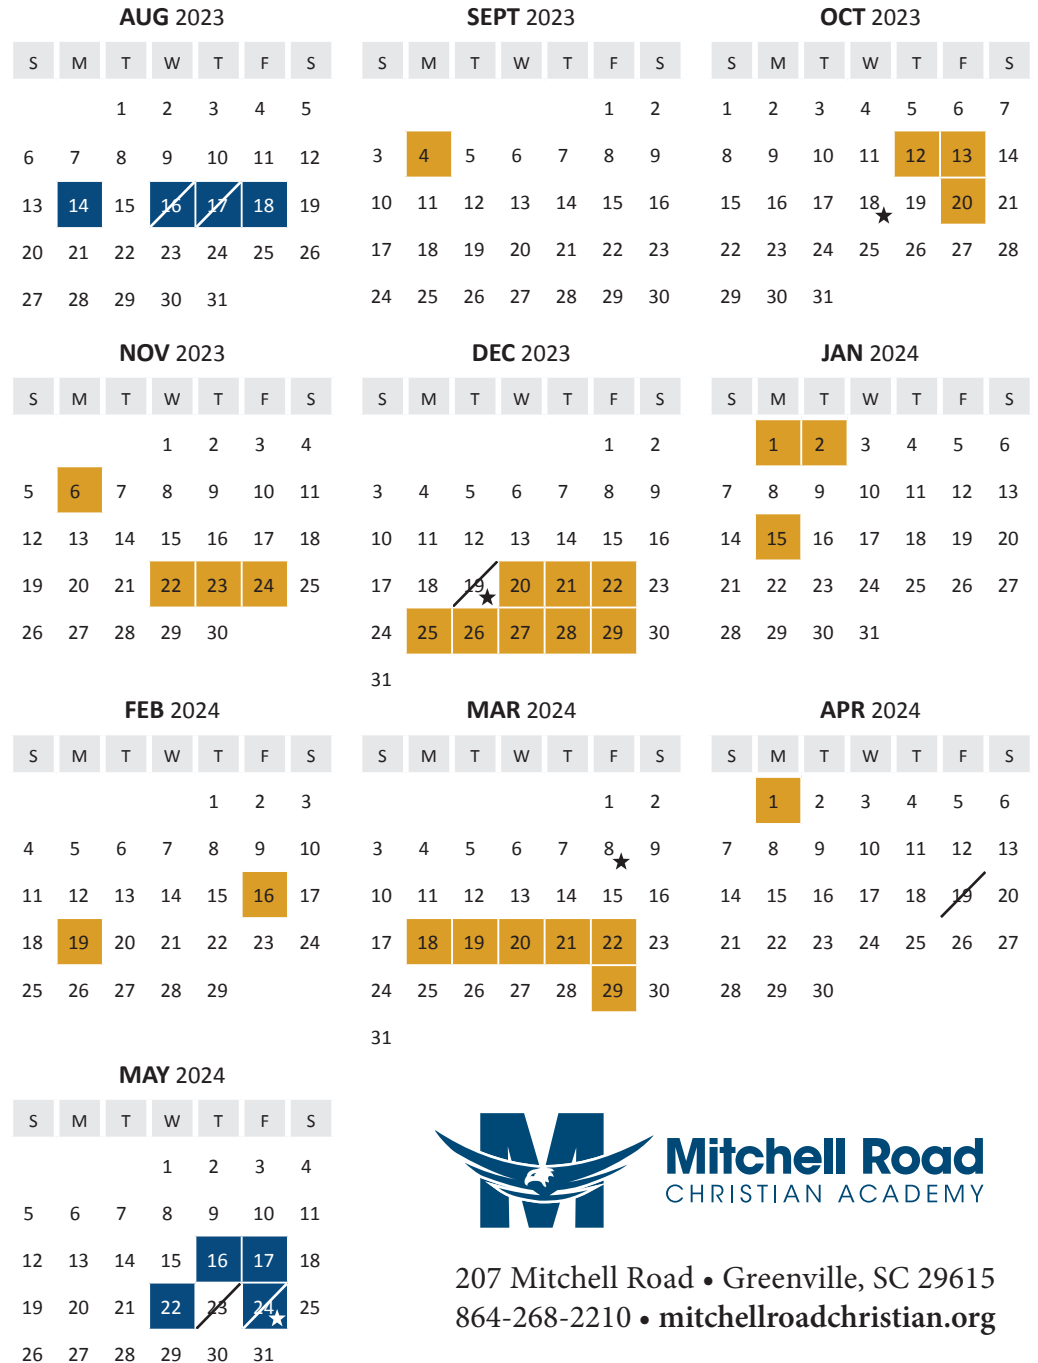 AUG 2023
S M T W T F S
1 2 3 4 5
6 7 8 9 10 11 12
13 14 15 16 17 18 19
20 21 22 23 24 25 26
27 28 29 30 31
SEPT 2023
S M T W T F S
1 2
3 4 5 6 7 8 9
10 11 12 13 14 15 16
17 18 19 20 21 22 23
24 25 26 27 28 29 30
OCT 2023
S M T W T F S
1 2 3 4 5 6 7
8 9 10 11 12 13 14
15 16 17 18 19 20 21
22 23 24 25 26 27 28
29 30 31
NOV 2023
S M T W T F S
1 2 3 4
5 6 7 8 9 10 11
12 13 14 15 16 17 18
19 20 21 22 23 24 25
26 27 28 29 30
DEC 2023
S M T W T F S
1 2
3 4 5 6 7 8 9
10 11 12 13 14 15 16
17 18 19 20 21 22 23
24 25 26 27 28 29 30
31
JAN 2024
S M T W T F S
1 2 3 4 5 6
7 8 9 10 11 12 13
14 15 16 17 18 19 20
21 22 23 24 25 26 27
28 29 30 31
FEB 2024
S M T W T F S
1 2 3
4 5 6 7 8 9 10
11 12 13 14 15 16 17
18 19 20 21 22 23 24
25 26 27 28 29
MAR 2024
S M T W T F S
1 2
3 4 5 6 7 8 9
10 11 12 13 14 15 16
17 18 19 20 21 22 23
24 25 26 27 28 29 30
31
APR 2024
S M T W T F S
1 2 3 4 5 6
7 8 9 10 11 12 13
14 15 16 17 18 19 20
21 22 23 24 25 26 27
28 29 30
MAY 2024
S M T W T F S
1 2 3 4
5 6 7 8 9 10 11
12 13 14 15 16 17 18
19 20 21 22 23 24 25
26 27 28 29 30 31
M
Mitchell Road
CHRISTIAN ACADEMY
207 Mitchell Road • Greenville, SC 29615
864-268-2210 • mitchellroadchristian.org